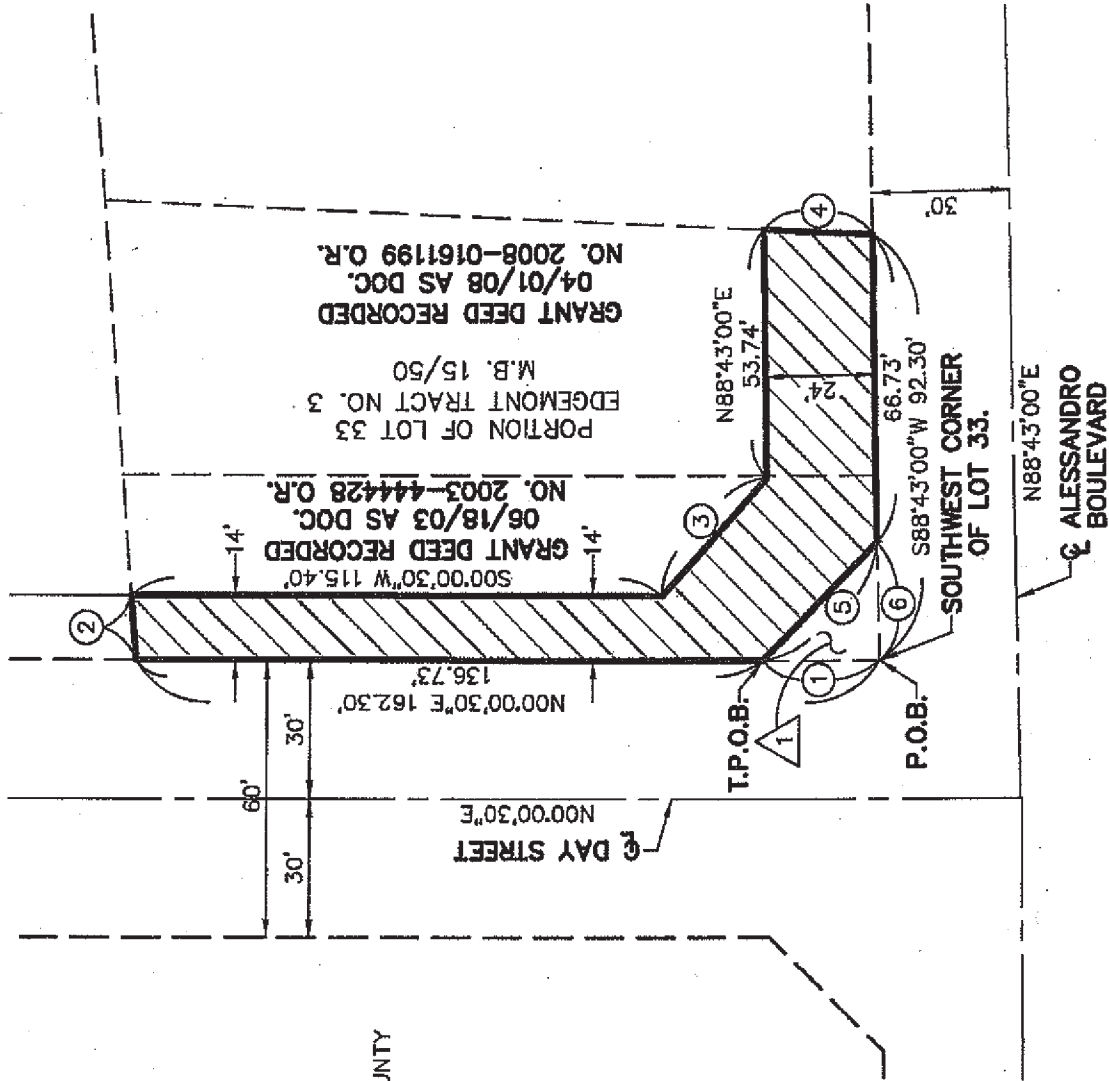 2
14'
14'
S00°00'30"W 115.40'
GRANT DEED RECORDED
06/18/03 AS DOC.
NO. 2003-444428 O.R.
PORTION OF LOT 33
EDGEMONT TRACT NO. 3
M.B. 15/50
GRANT DEED RECORDED
04/01/08 AS DOC.
NO. 2008-0161199 O.R.
N00°00'30"E 162.30'
136.73'
60'
30'
30'
N00°00'30"E
℄ DAY STREET
UNTY
T.P.O.B.
1
1
P.O.B.
3
N88°43'00"E
53.74'
24'
4
5
6
66.73'
S88°43'00"W 92.30'
SOUTHWEST CORNER
OF LOT 33.
30'
N88°43'00"E
℄ ALESSANDRO
BOULEVARD